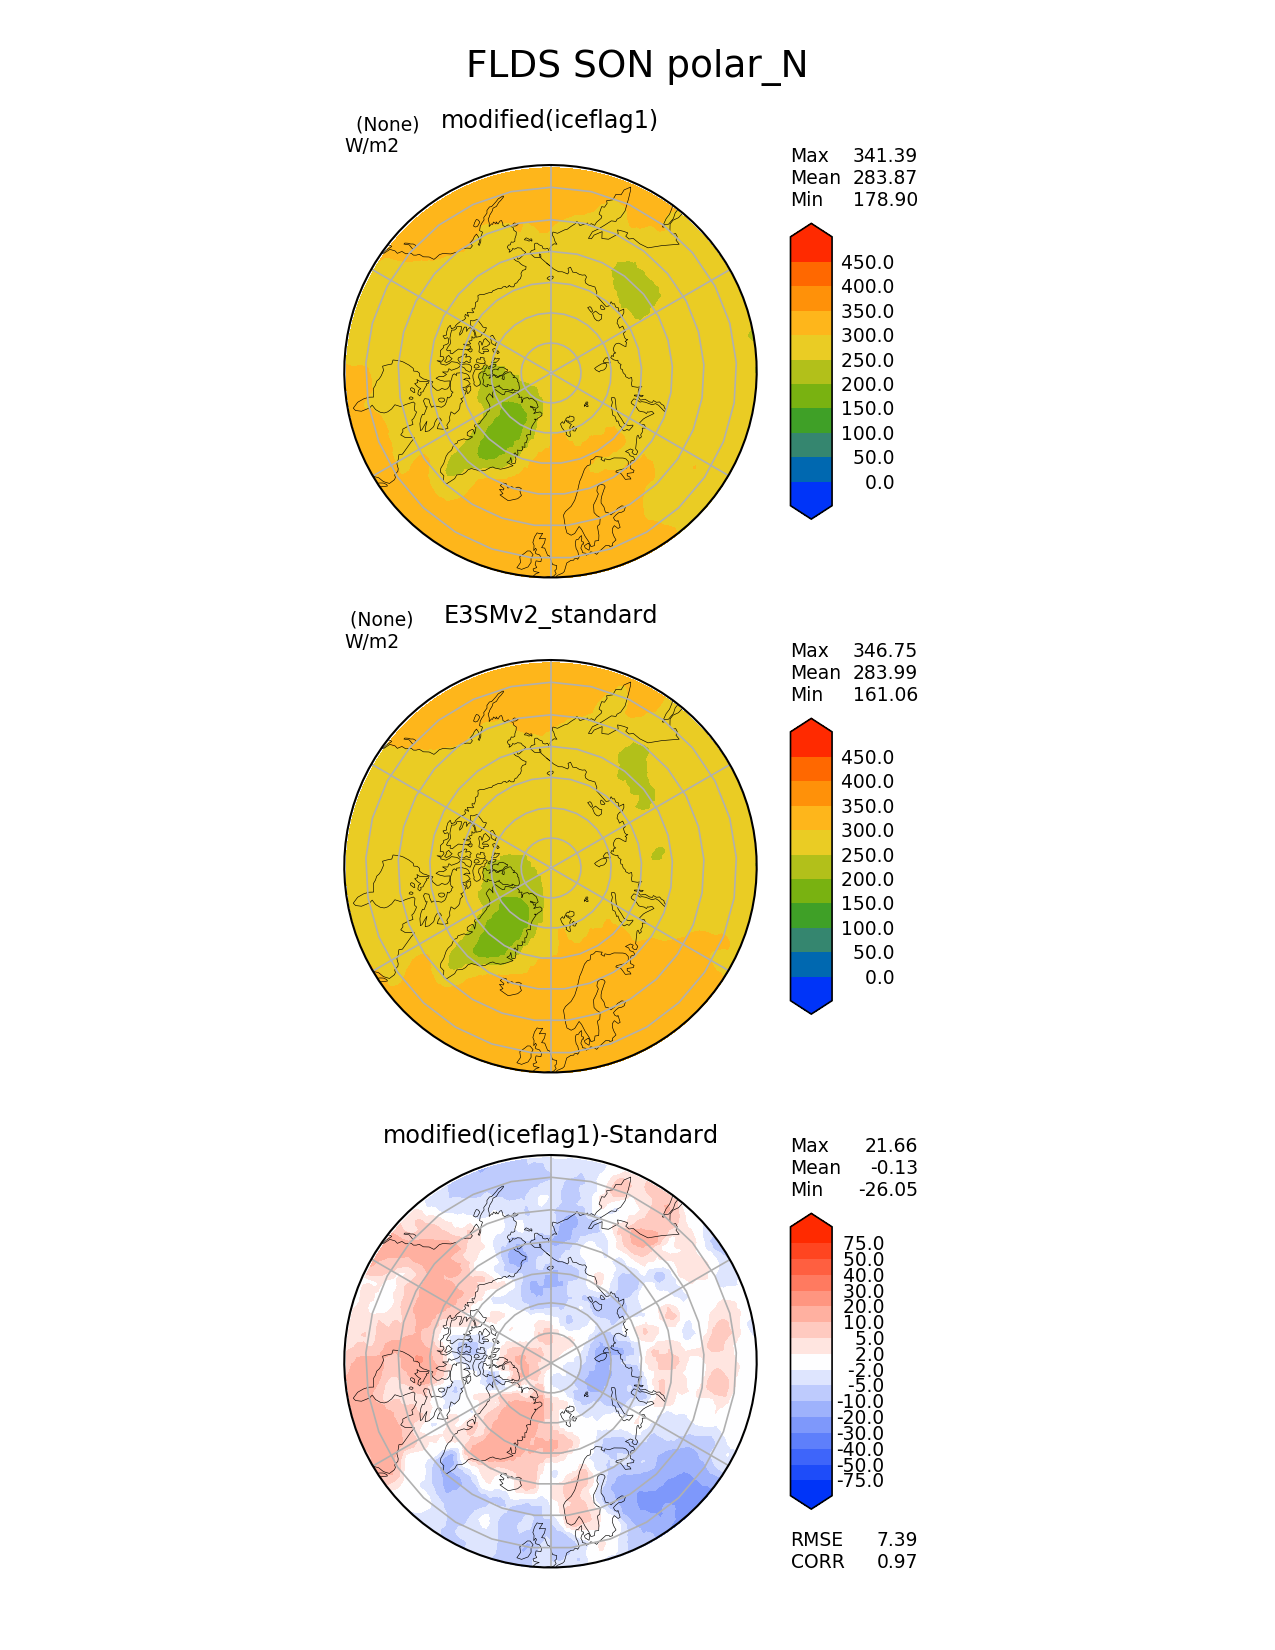 FLDS SON polar_N
(None) modified(iceflag1)
W/m2
Max 341.39
Mean 283.87
Min 178.90
450.0
400.0
350.0
300.0
250.0
200.0
150.0
100.0
50.0
0.0
(None) E3SMv2_standard
W/m2
Max 346.75
Mean 283.99
Min 161.06
450.0
400.0
350.0
300.0
250.0
200.0
150.0
100.0
50.0
0.0
modified(iceflag1)-Standard
Max 21.66
Mean -0.13
Min -26.05
75.0
50.0
40.0
30.0
20.0
10.0
5.0
2.0
-2.0
-5.0
-10.0
-20.0
-30.0
-40.0
-50.0
-75.0
RMSE 7.39
CORR 0.97